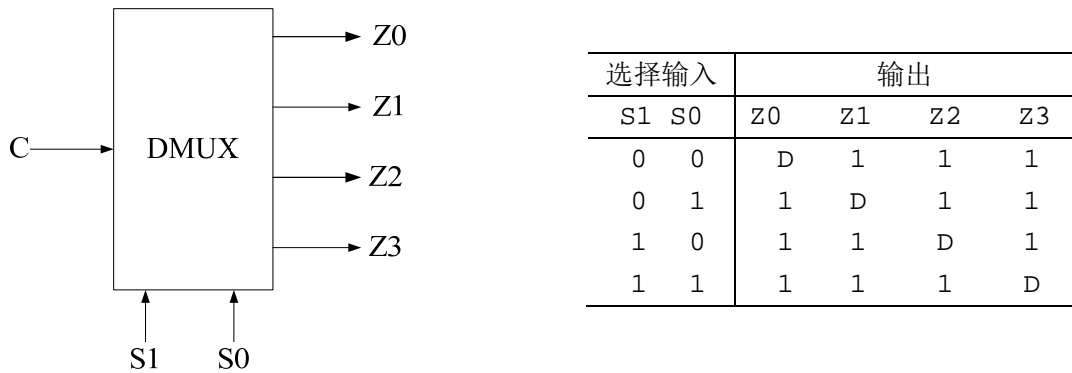 Z0
Z1
C
DMUX
Z2
Z3
S1
S0
选择输入 输出
S1 S0 Z0 Z1 Z2 Z3
0 0 D 1 1 1
0 1 1 D 1 1
1 0 1 1 D 1
1 1 1 1 1 D